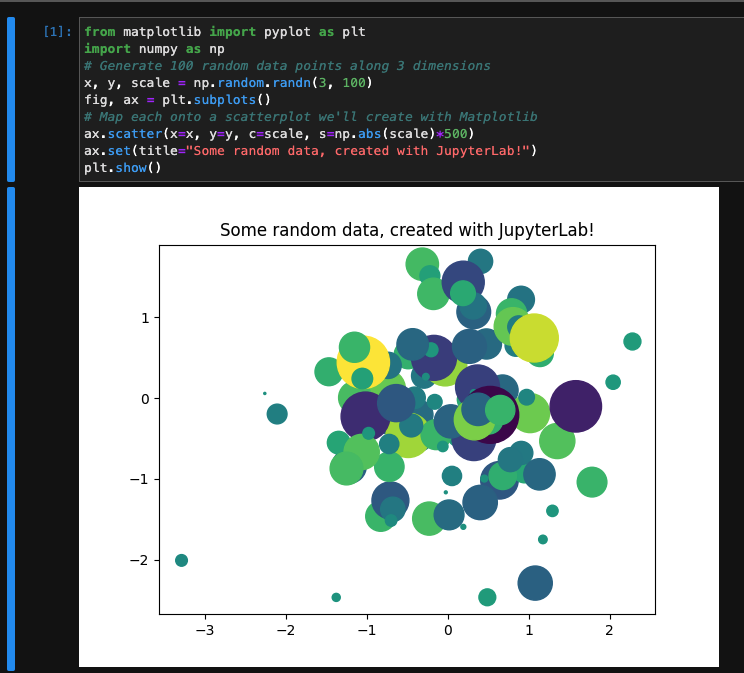 [1]: from matplotlib import pyplot as plt
import numpy as np
# Generate 100 random data points along 3 dimensions
x, y, scale = np.random.randn(3, 100)
fig, ax = plt.subplots()
# Map each onto a scatterplot we'll create with Matplotlib
ax.scatter(x=x, y=y, c=scale, s=np.abs(scale)*500)
ax.set(title="Some random data, created with JupyterLab!")
plt.show()
Some random data, created with JupyterLab!
1
0
−1
−2
−3 −2 −1 0 1 2